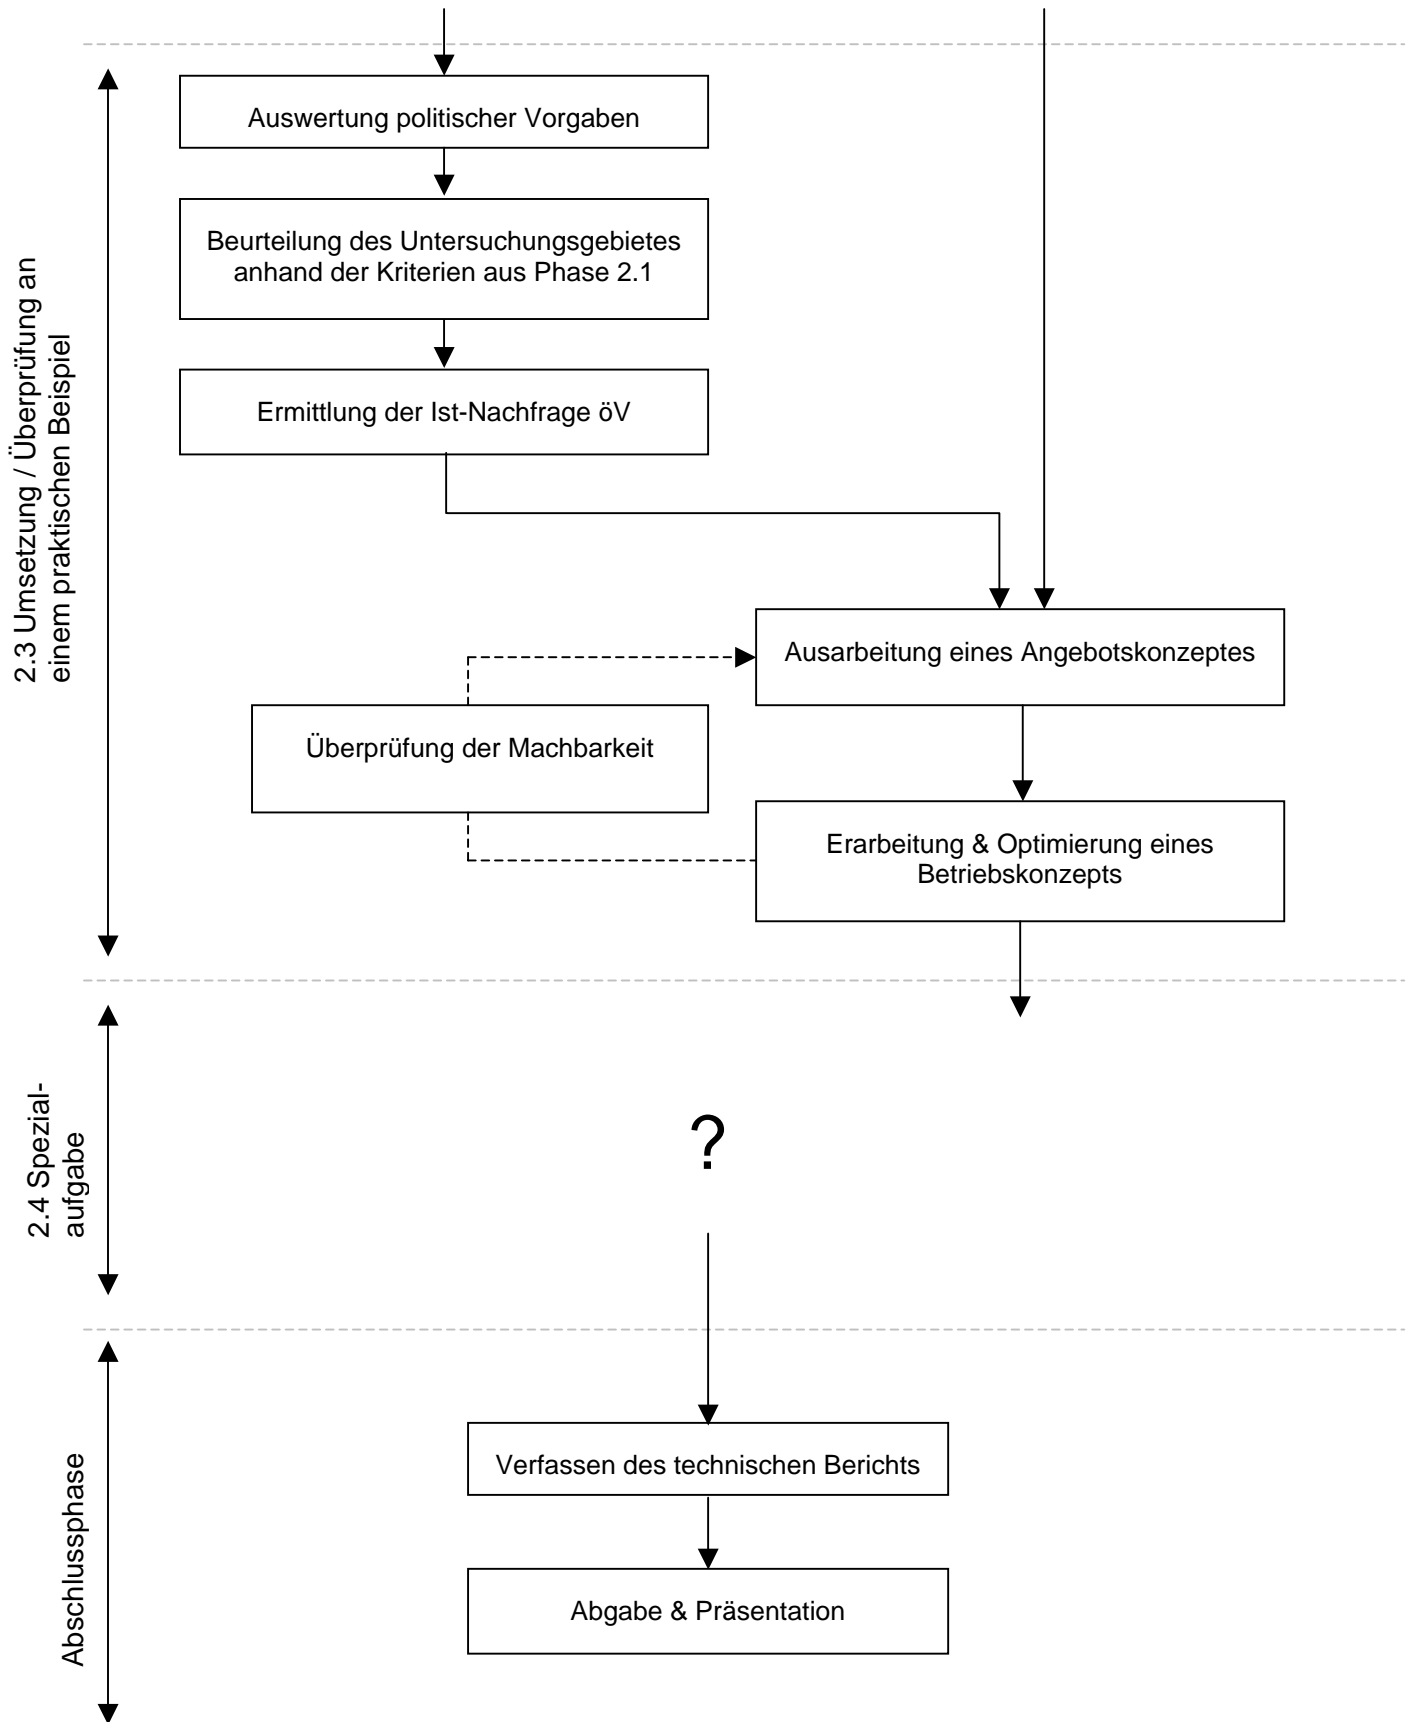 2.3 Umsetzung / Überprüfung an
einem praktischen Beispiel
Auswertung politischer Vorgaben
Beurteilung des Untersuchungsgebietes
anhand der Kriterien aus Phase 2.1
Ermittlung der Ist-Nachfrage öV
Ausarbeitung eines Angebotskonzeptes
Überprüfung der Machbarkeit
Erarbeitung & Optimierung eines
Betriebskonzepts
2.4 Spezial-
aufgabe
?
Abschlussphase
Verfassen des technischen Berichts
Abgabe & Präsentation